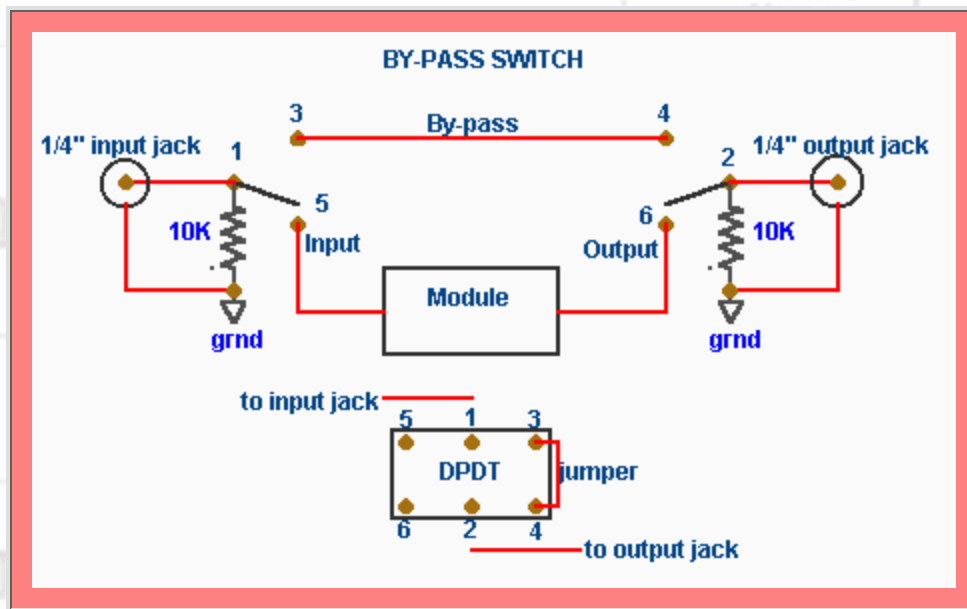 BY-PASS SWITCH
3
By-pass
4
1/4" input jack
1
2
1/4" output jack
5
6
10K
Input
Output
10K
Module
grnd
grnd
to input jack
5
1
3
DPDT
jumper
6
2
4
to output jack